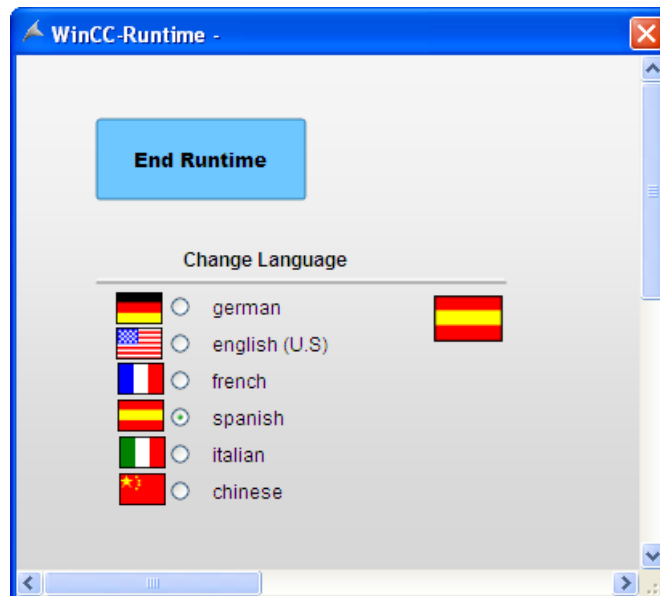 WinCC-Runtime -
End Runtime
Change Language
german
english (U.S)
french
spanish
italian
chinese